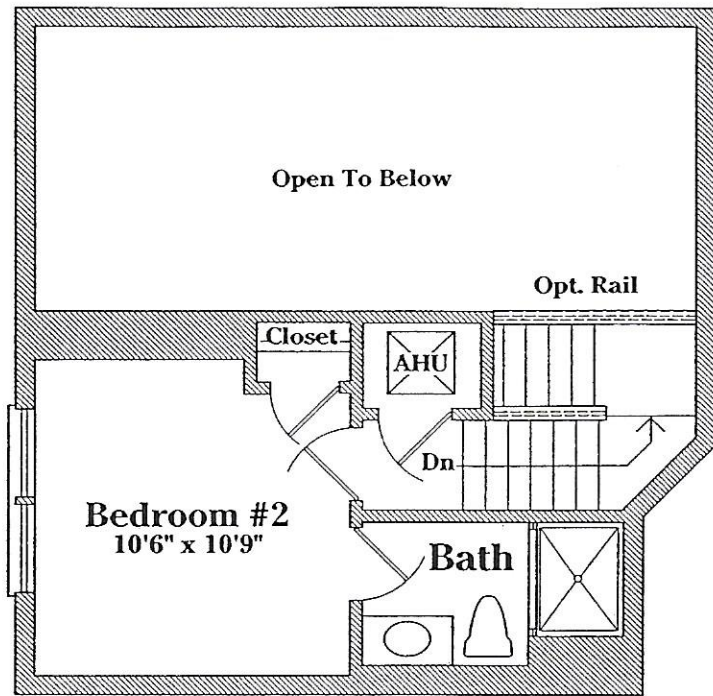 Open To Below
Opt. Rail
Closet
AHU
Dn
Bedroom #2
10'6" x 10'9"
Bath